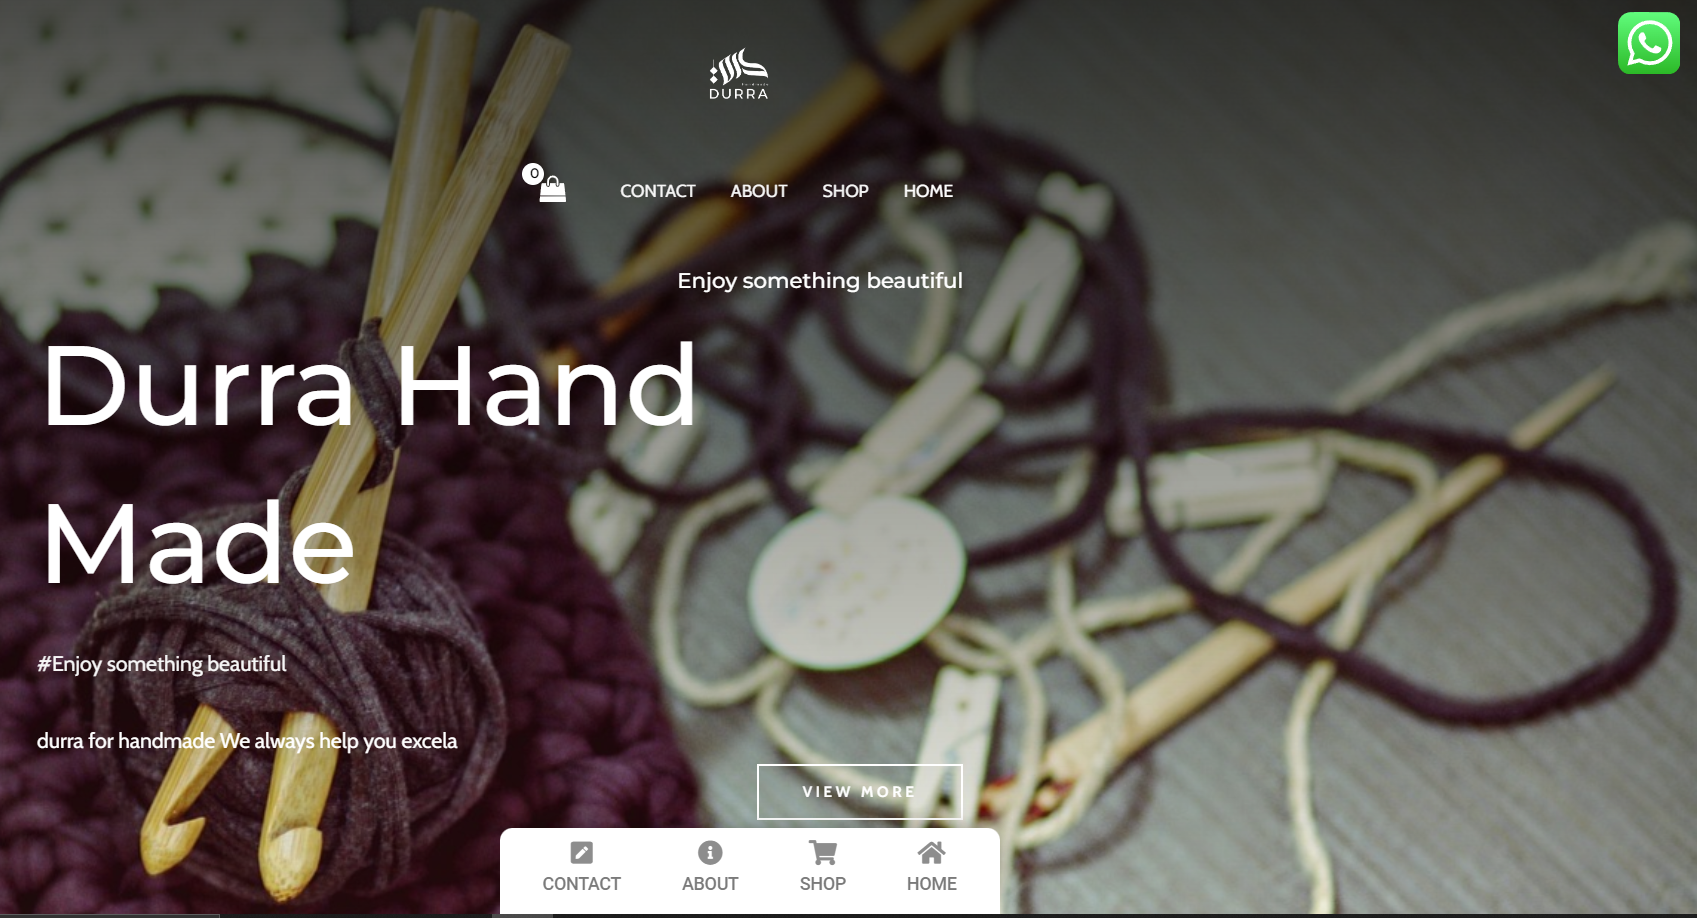 DURRA
0
CONTACT ABOUT SHOP HOME
Enjoy something beautiful
Durra Hand
Made
#Enjoy something beautiful
durra for handmade We always help you excela
VIEW MORE
CONTACT ABOUT SHOP HOME